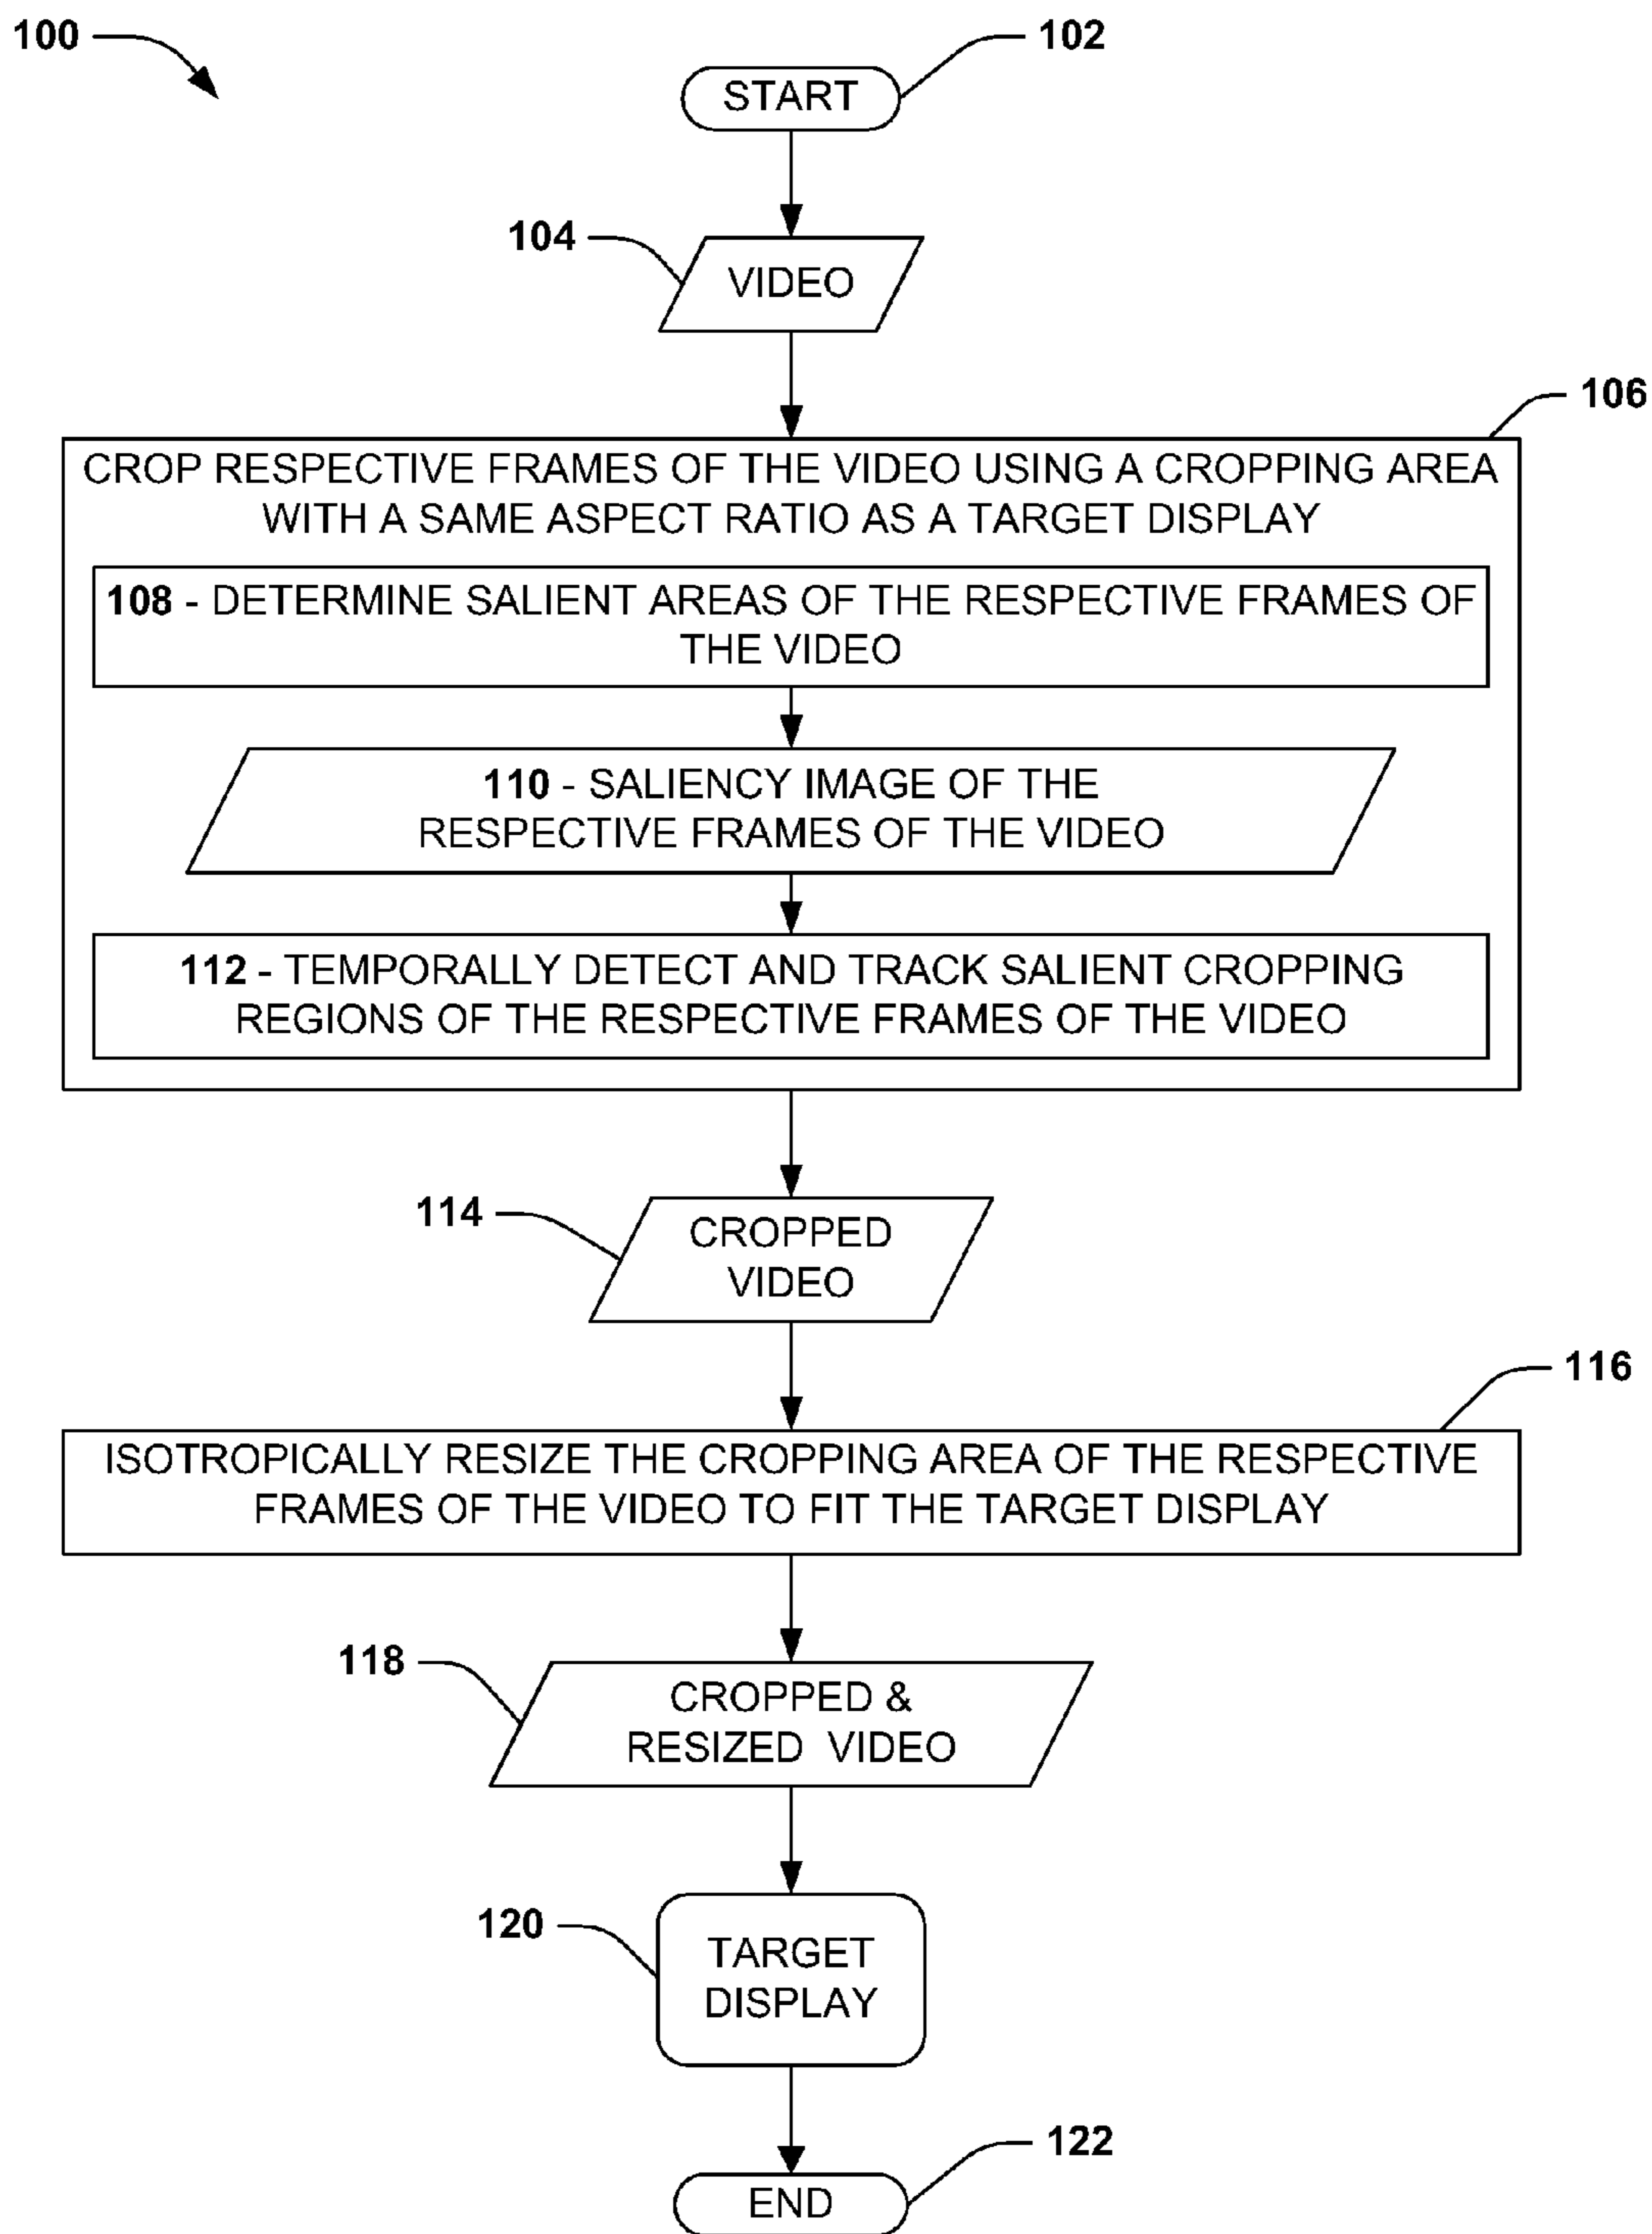 100
102
START
104
VIDEO
106
CROP RESPECTIVE FRAMES OF THE VIDEO USING A CROPPING AREA
WITH A SAME ASPECT RATIO AS A TARGET DISPLAY
108 - DETERMINE SALIENT AREAS OF THE RESPECTIVE FRAMES OF
THE VIDEO
110 - SALIENCY IMAGE OF THE
RESPECTIVE FRAMES OF THE VIDEO
112 - TEMPORALLY DETECT AND TRACK SALIENT CROPPING
REGIONS OF THE RESPECTIVE FRAMES OF THE VIDEO
114
CROPPED
VIDEO
116
ISOTROPICALLY RESIZE THE CROPPING AREA OF THE RESPECTIVE
FRAMES OF THE VIDEO TO FIT THE TARGET DISPLAY
118
CROPPED &
RESIZED VIDEO
120
TARGET
DISPLAY
122
END